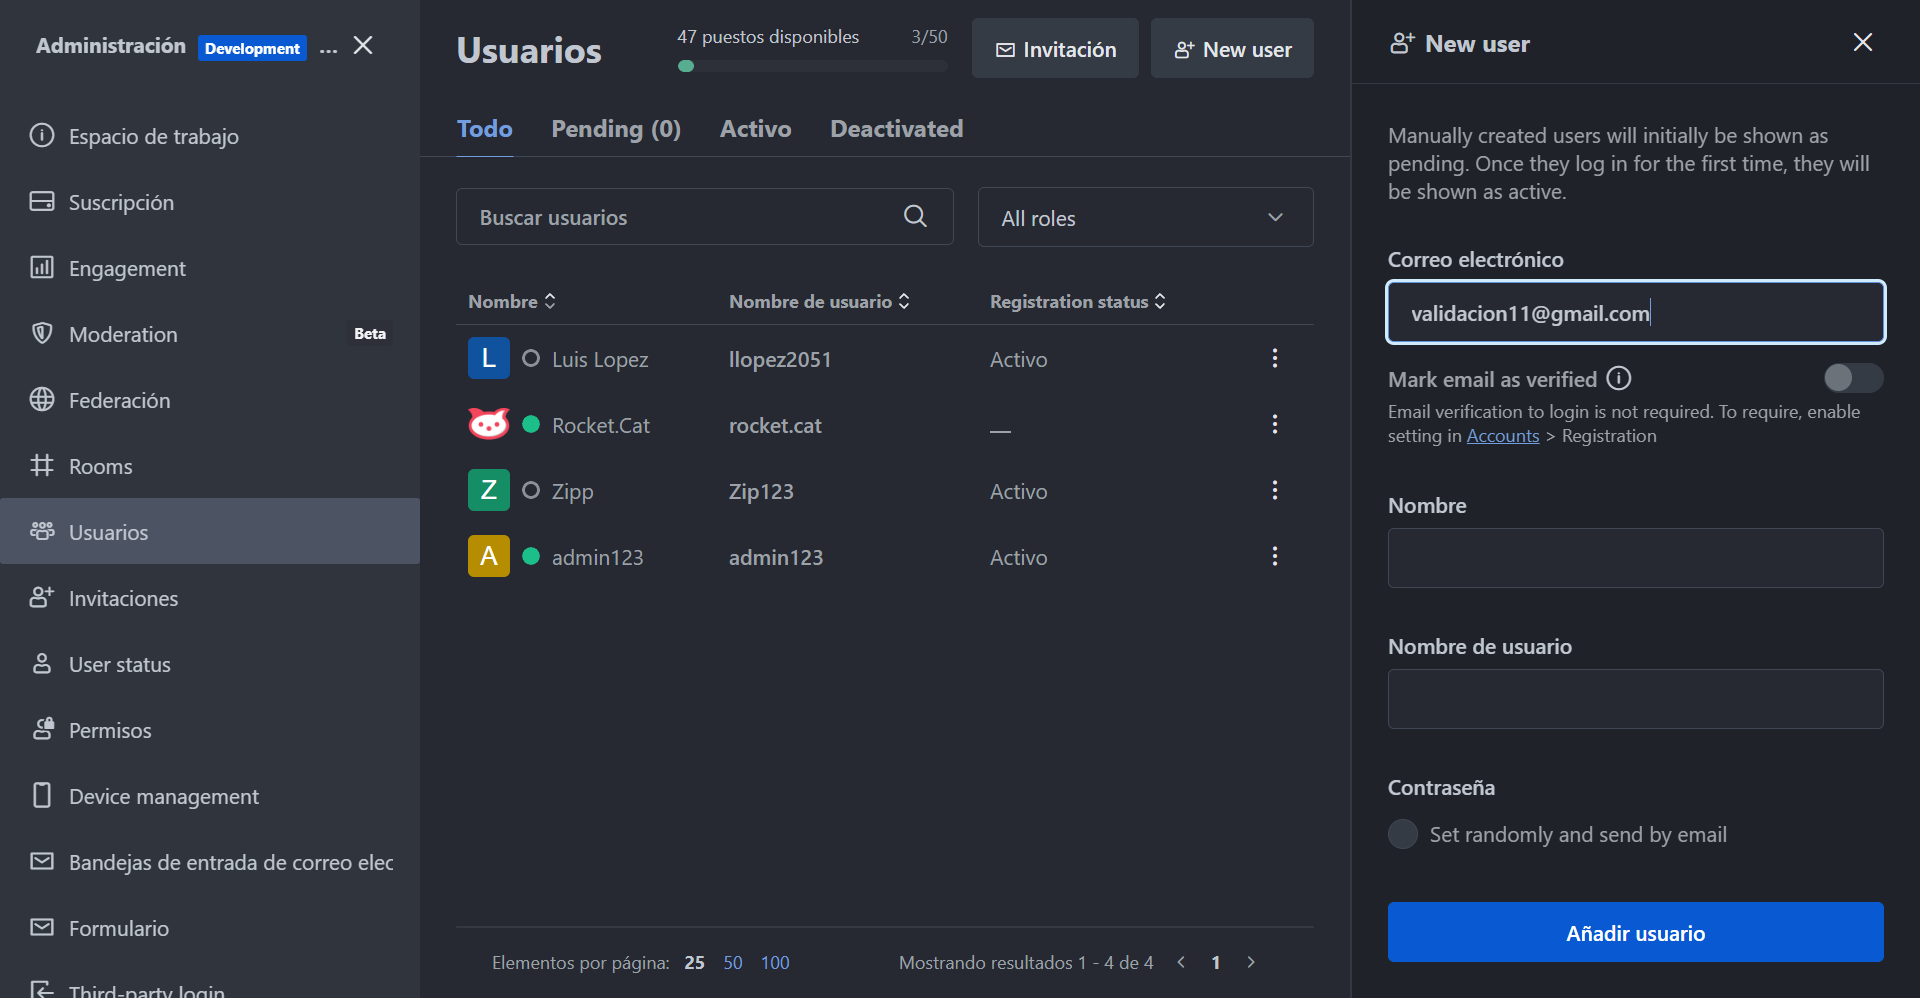 Administración Development ...
Espacio de trabajo
Suscripción
Engagement
Moderation Beta
Federación
Rooms
Usuarios
Invitaciones
User status
Permisos
Device management
Bandejas de entrada de correo elec
Formulario
Third-party login
Usuarios
47 puestos disponibles 3/50
Invitación
New user
Todo Pending (0) Activo Deactivated
Buscar usuarios
All roles
Nombre Nombre de usuario Registration status
L Luis Lopez llopez2051 Activo
Rocket.Cat rocket.cat __
Z Zipp Zip123 Activo
A admin123 admin123 Activo
Elementos por página: 25 50 100
Mostrando resultados 1 - 4 de 4 < 1 >
New user
Manually created users will initially be shown as
pending. Once they log in for the first time, they will
be shown as active.
Correo electrónico
validacion11@gmail.com
Mark email as verified
Email verification to login is not required. To require, enable
setting in Accounts > Registration
Nombre
Nombre de usuario
Contraseña
Set randomly and send by email
Añadir usuario